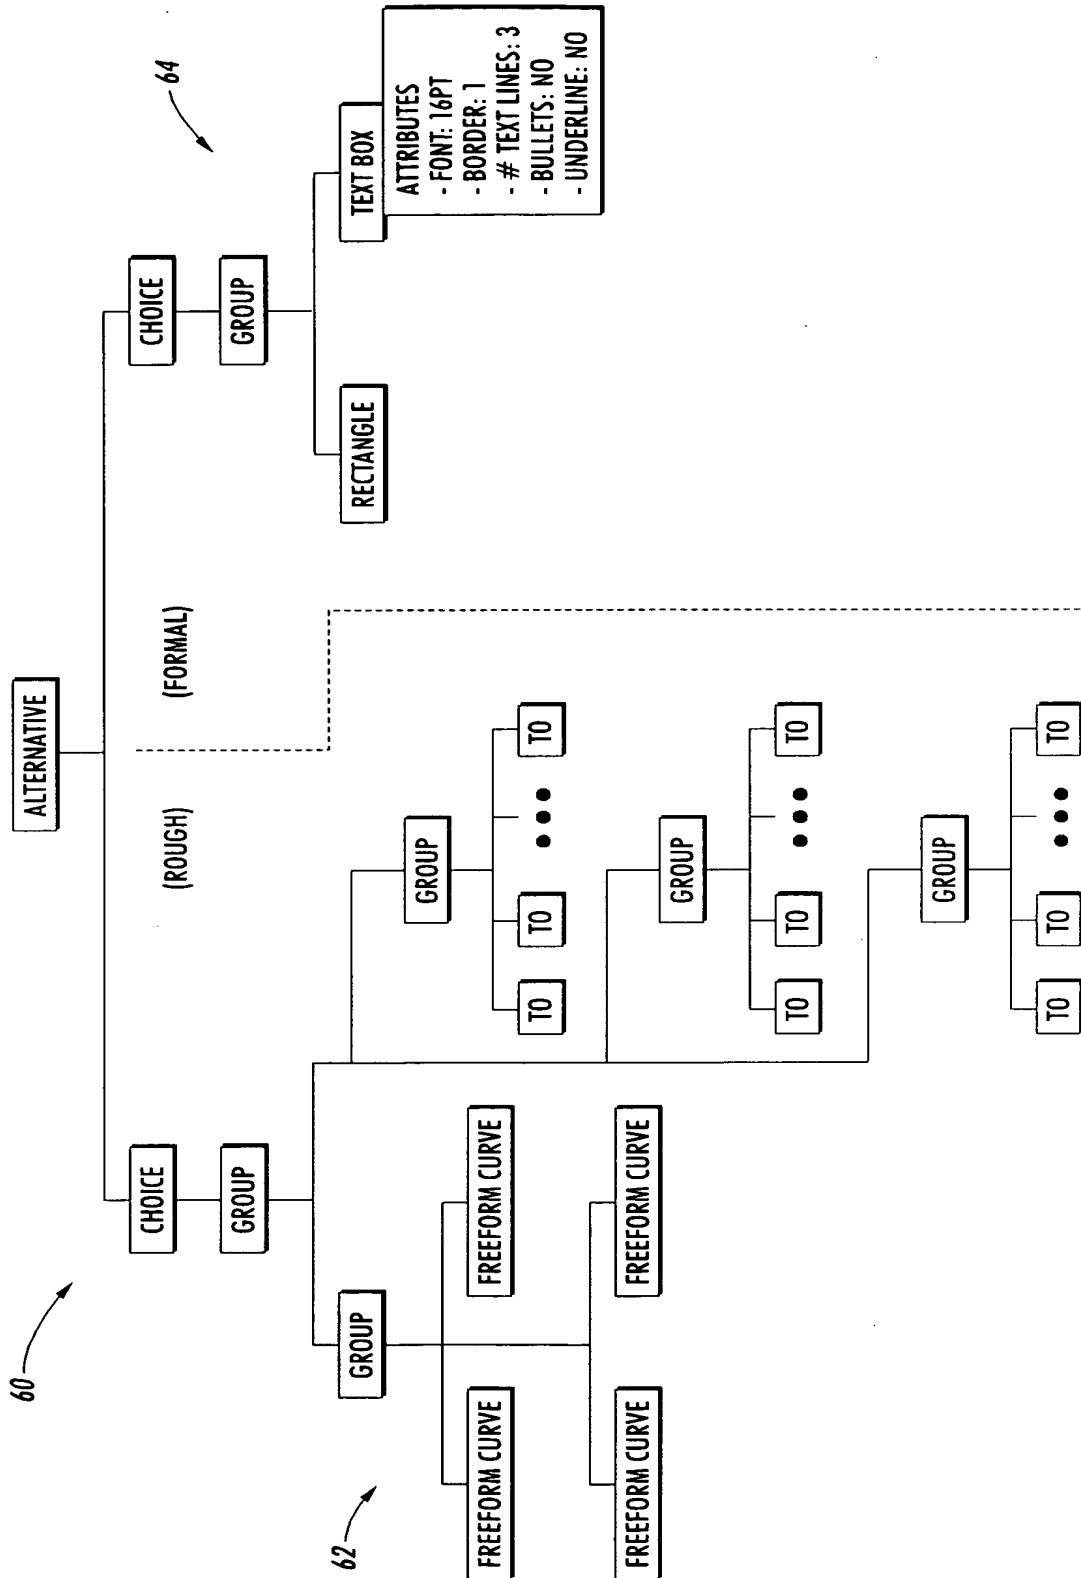 60
ALTERNATIVE
64
(ROUGH)
(FORMAL)
CHOICE
CHOICE
GROUP
GROUP
62
GROUP
RECTANGLE
TEXT BOX
ATTRIBUTES
- FONT: 16PT
- BORDER: 1
- # TEXT LINES: 3
- BULLETS: NO
- UNDERLINE: NO
GROUP
FREEFORM CURVE
FREEFORM CURVE
TO
TO
TO
FREEFORM CURVE
FREEFORM CURVE
GROUP
TO
TO
TO
GROUP
TO
TO
TO